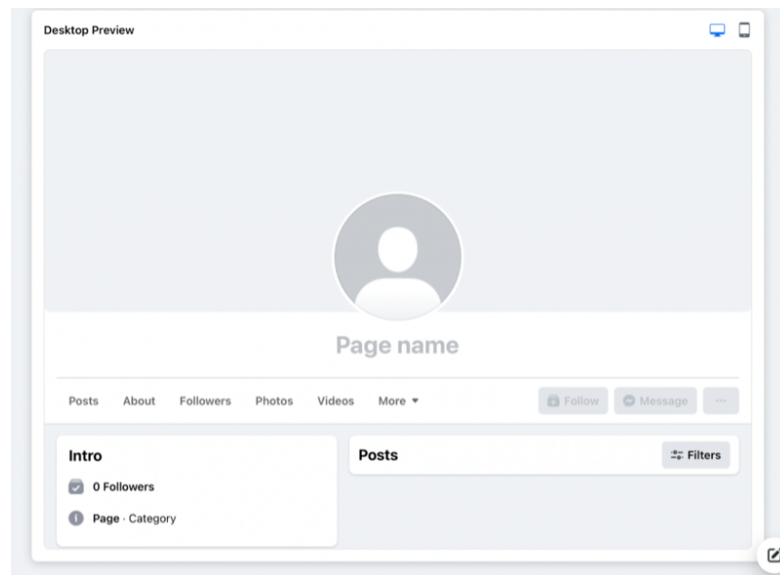 Desktop Preview
Page name
Posts About Followers Photos Videos More Follow Message ...
Intro
0 Followers
Page · Category
Posts Filters